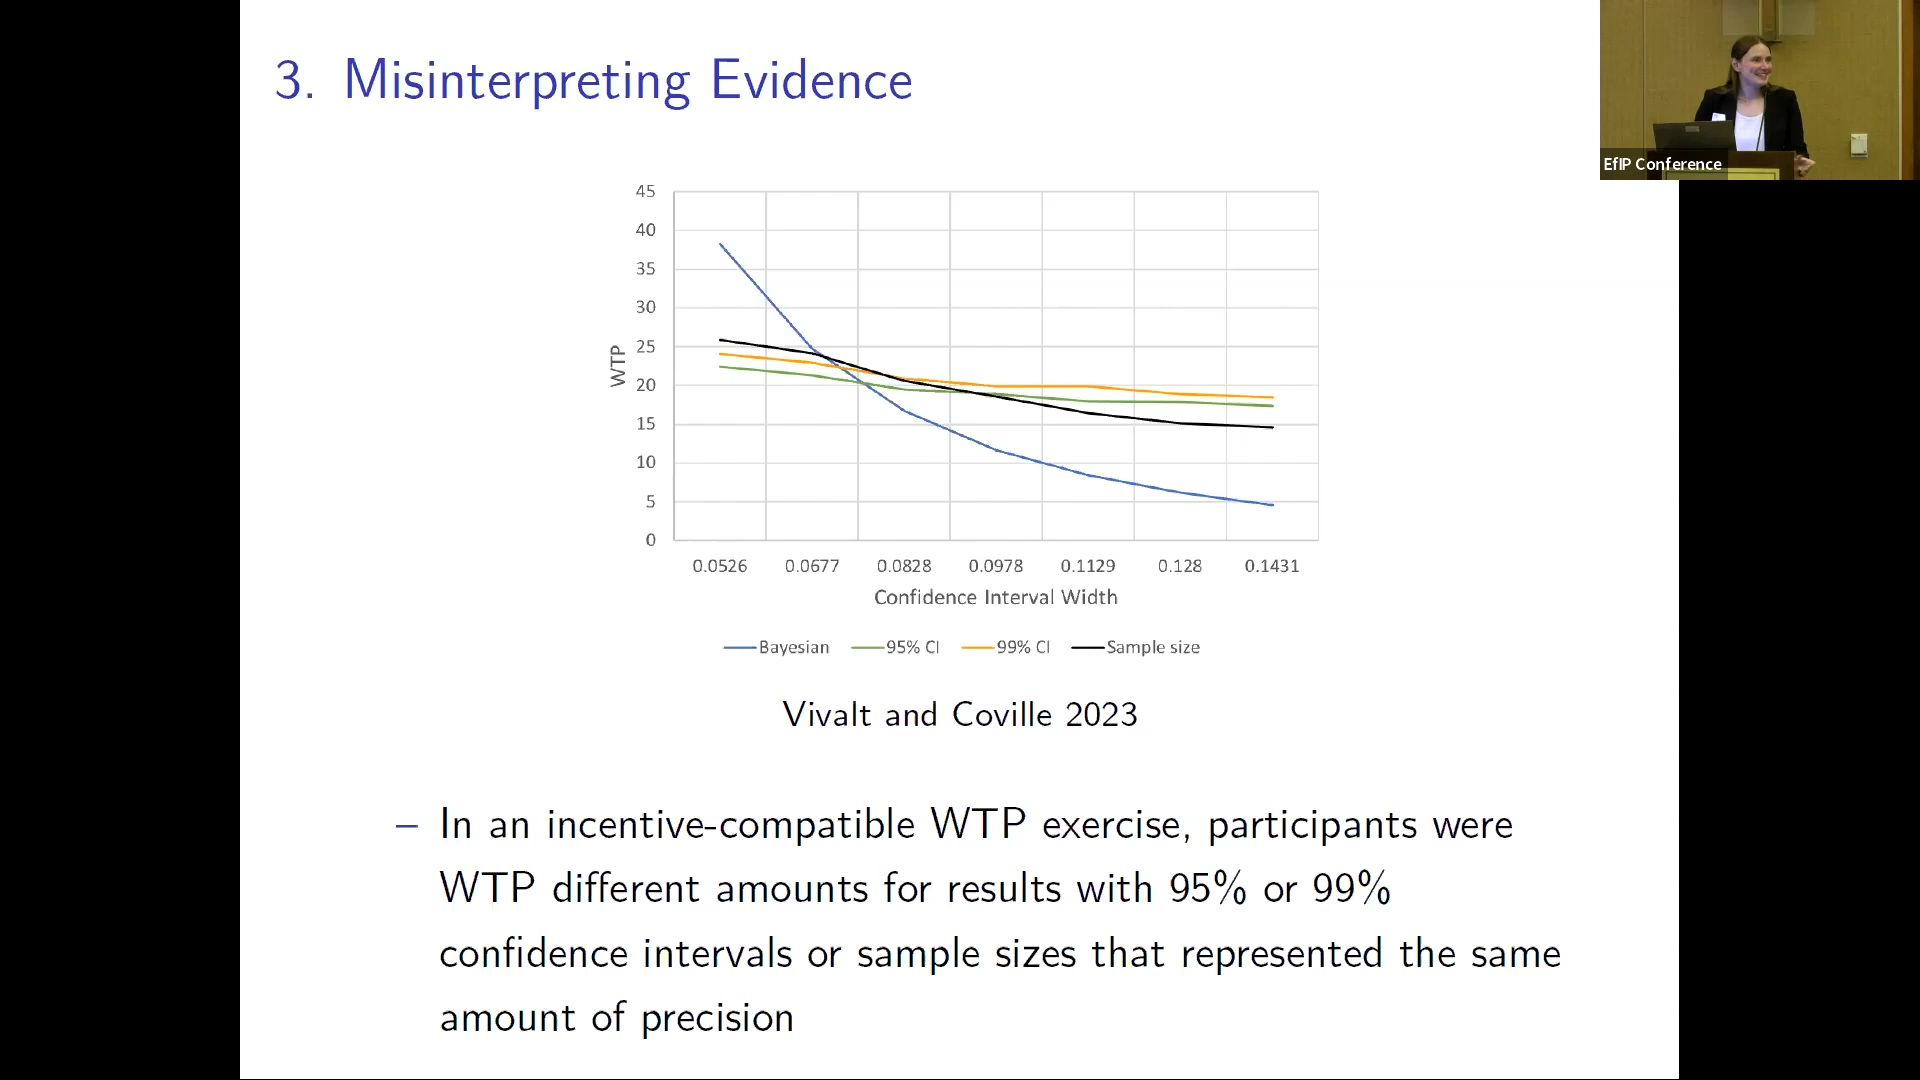 3. Misinterpreting Evidence
EfIP Conference
45
40
35
30
25
20
15
10
5
0
WTP
0.0526 0.0677 0.0828 0.0978 0.1129 0.128 0.1431
Confidence Interval Width
Bayesian 95% CI 99% CI Sample size
Vivalt and Coville 2023
– In an incentive-compatible WTP exercise, participants were
WTP different amounts for results with 95% or 99%
confidence intervals or sample sizes that represented the same
amount of precision